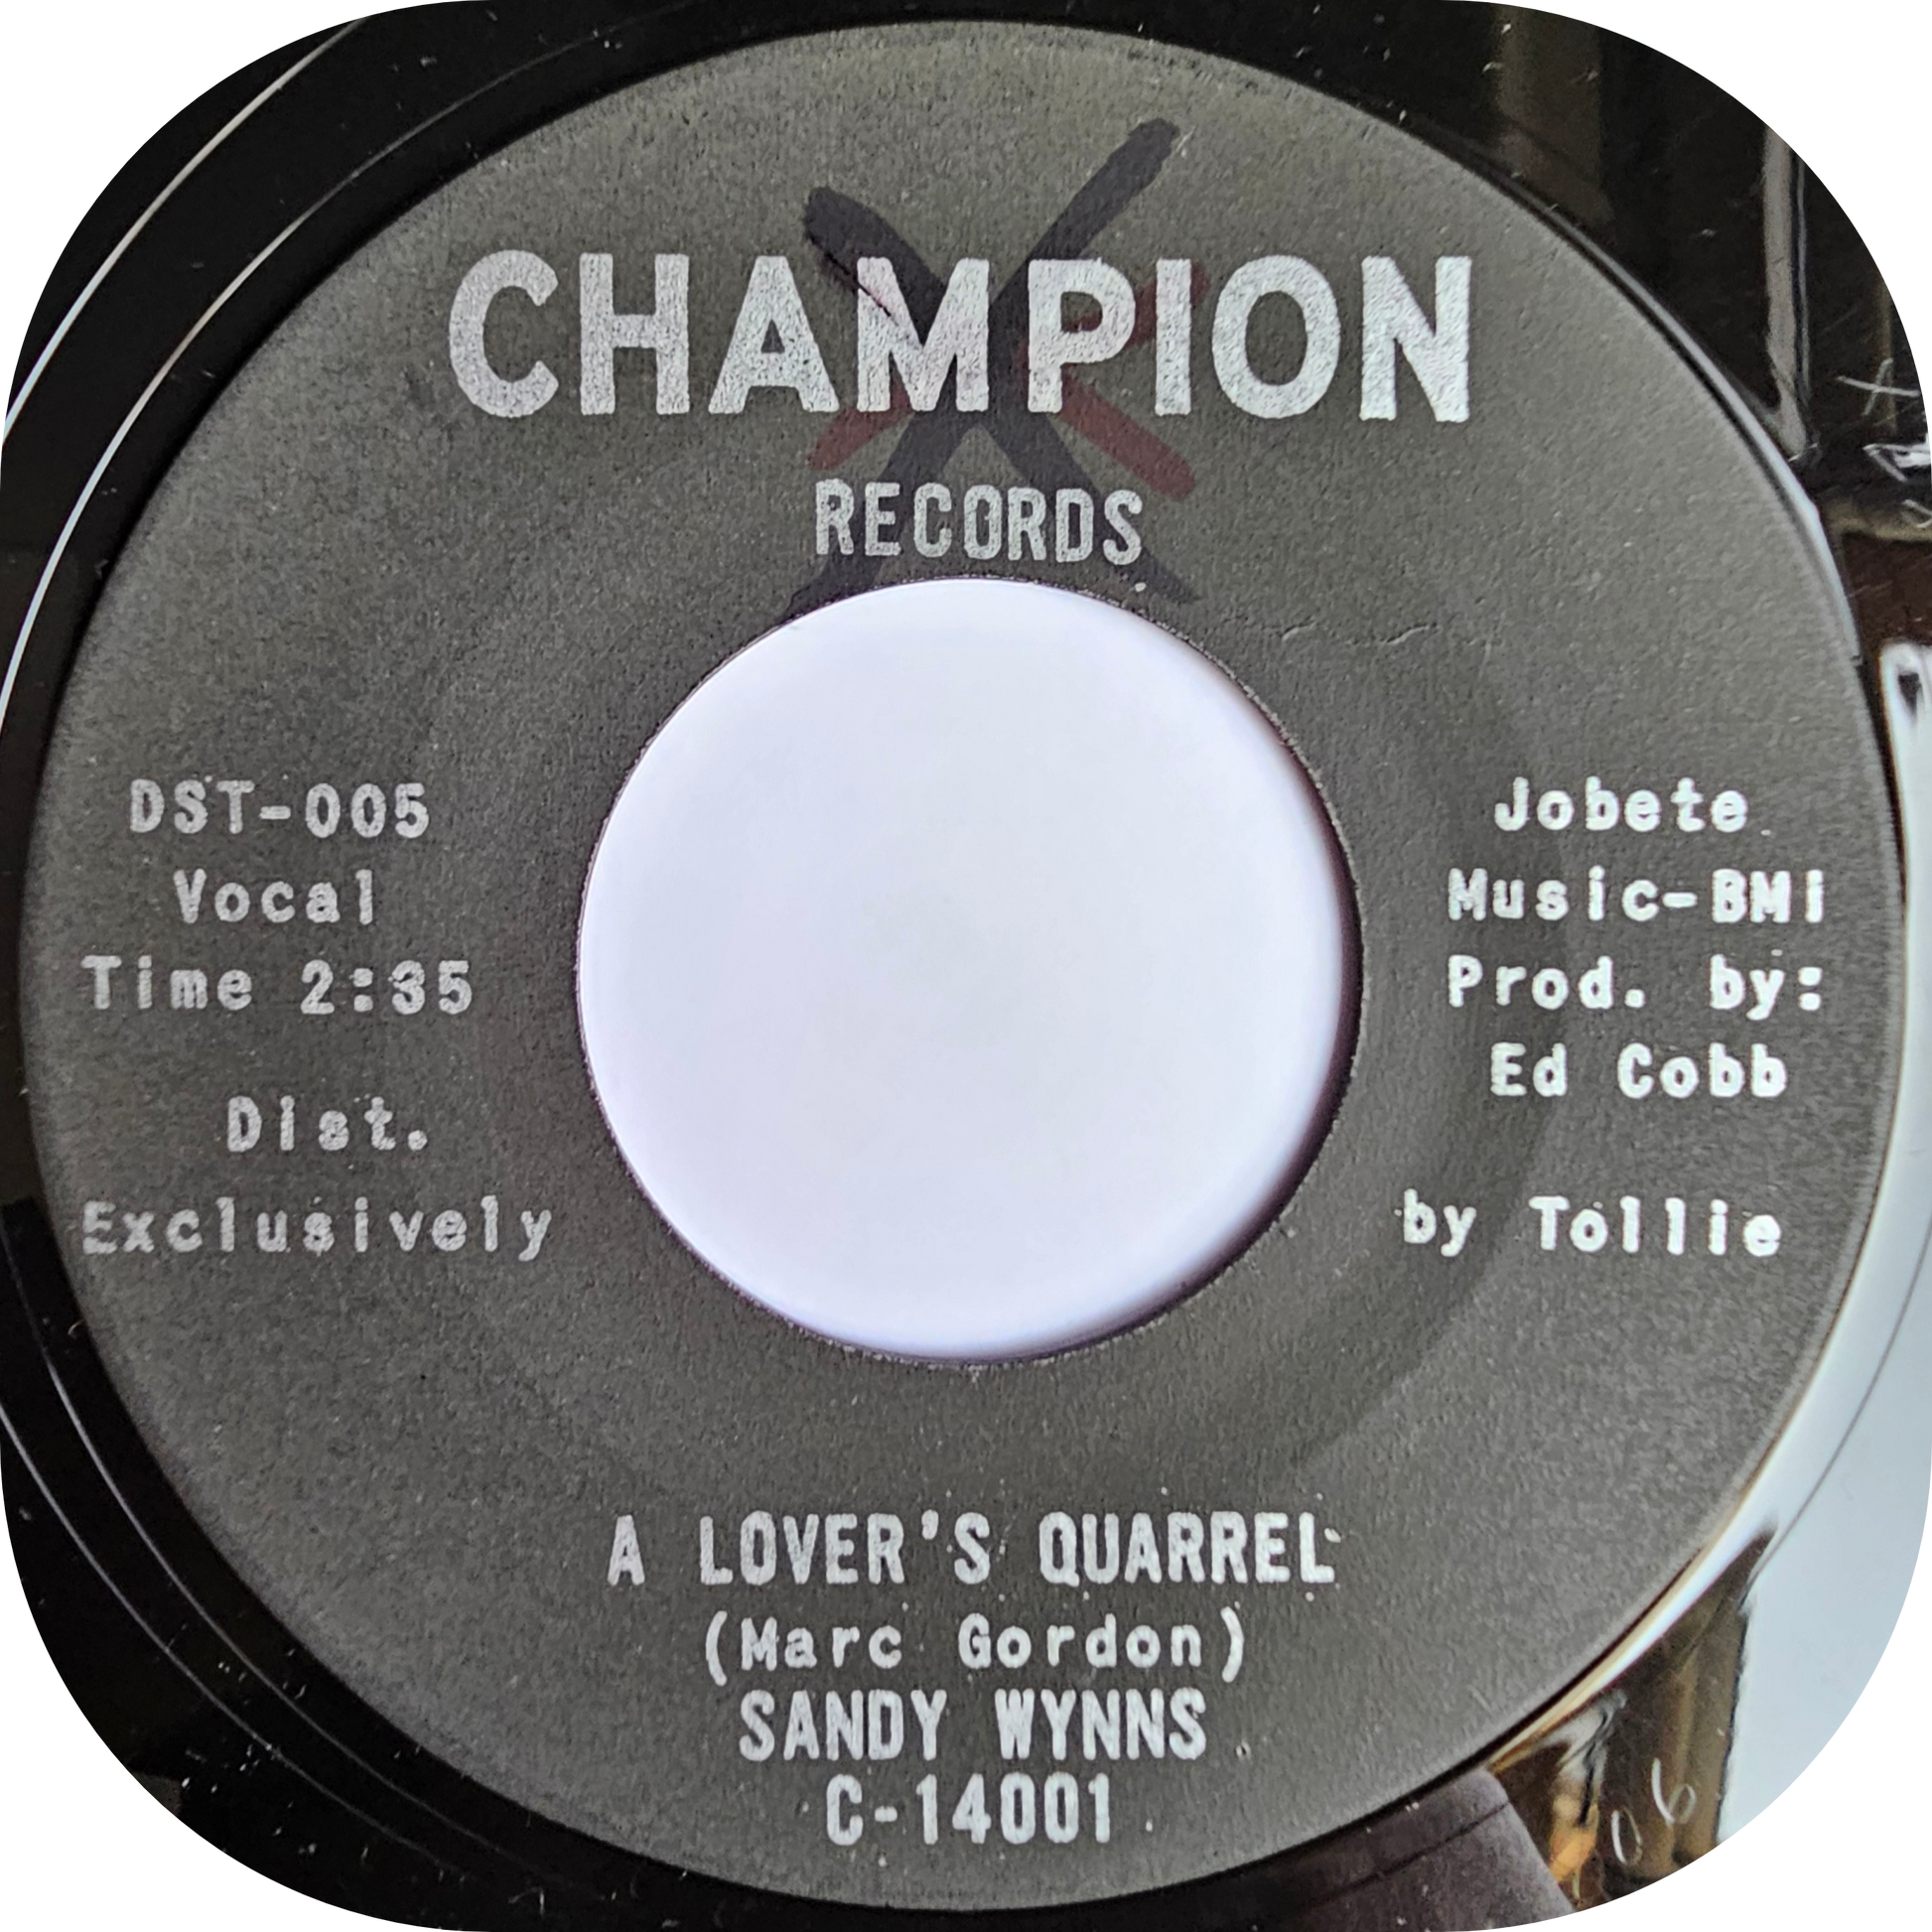 CHAMPION
RECORDS
DST-005
Vocal
Time 2:35
Dist.
Exclusively
Jobete
Music-BMI
Prod. by:
Ed Cobb
by Tollie
A LOVER'S QUARREL
(Marc Gordon)
SANDY WYNNS
C-14001
06